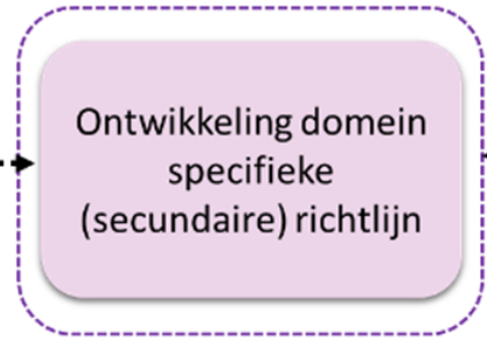 Ontwikkeling domein
specifieke
(secundaire) richtlijn